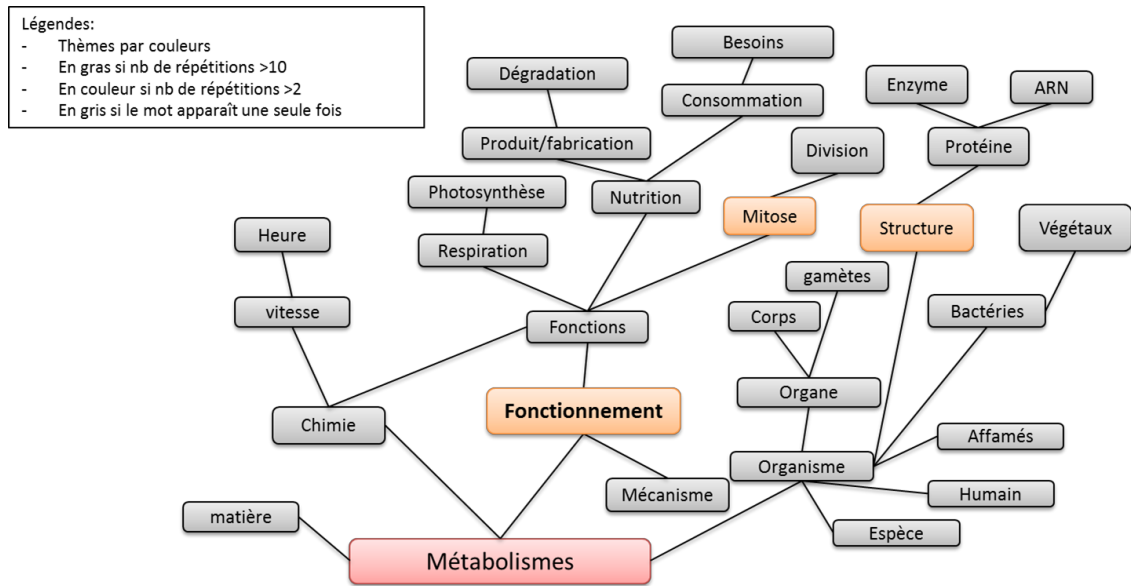 Légendes:
- Thèmes par couleurs
- En gras si nb de répétitions >10
- En couleur si nb de répétitions >2
- En gris si le mot apparaît une seule fois
Besoins
Dégradation
Enzyme
ARN
Consommation
Produit/fabrication
Division
Protéine
Photosynthèse
Nutrition
Mitose
Structure
Végétaux
Heure
Respiration
gamètes
vitesse
Corps
Bactéries
Fonctions
Organe
Fonctionnement
Chimie
Affamés
Organisme
Mécanisme
Humain
matière
Espèce
Métabolismes